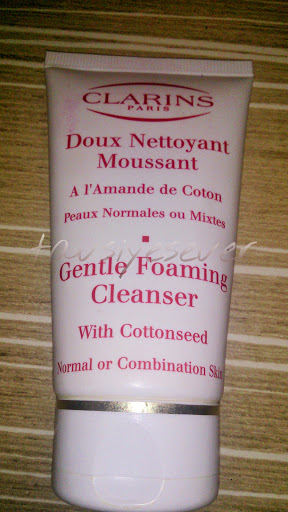 CLARINS
PARIS
Doux Nettoyant
Moussant
A l'Amande de Coton
Peaux Normales ou Mixtes
Gentle Foaming
Cleanser
With Cottonseed
Normal or Combination Skin